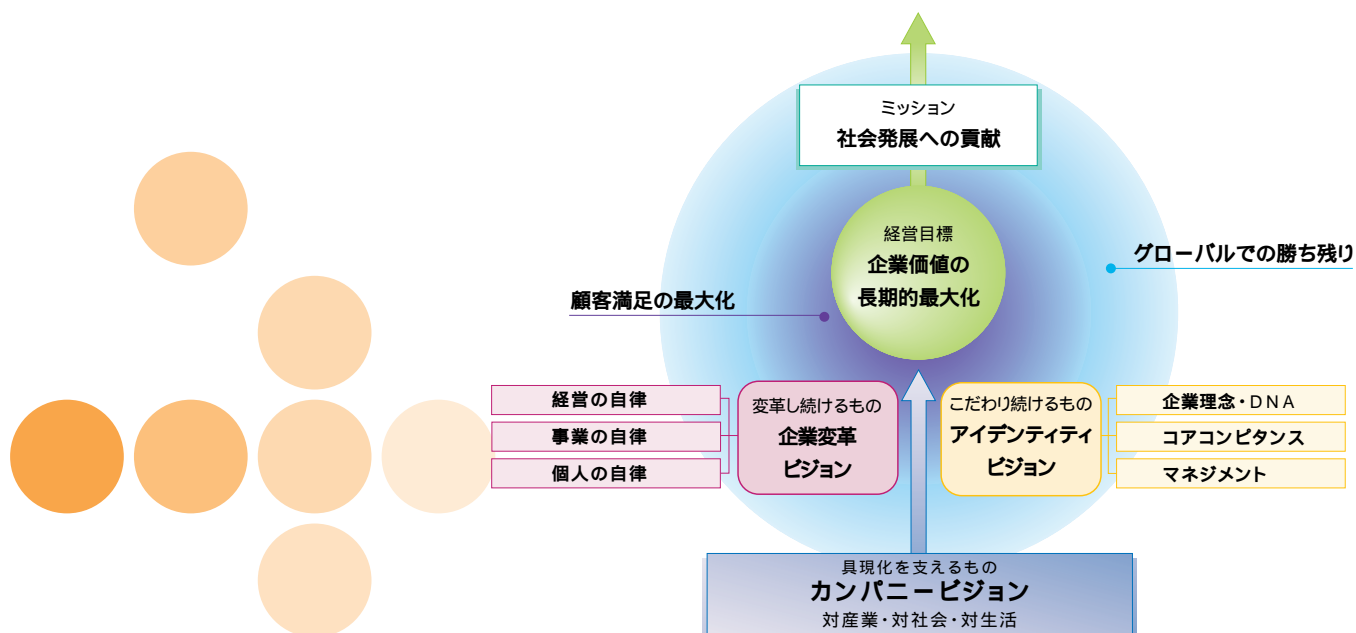 ミッション
社会発展への貢献
経営目標
企業価値の
長期的最大化
グローバルでの勝ち残り
顧客満足の最大化
経営の自律
事業の自律
個人の自律
変革し続けるもの
企業変革
ビジョン
こだわり続けるもの
アイデンティティ
ビジョン
企業理念・DNA
コアコンピタンス
マネジメント
具現化を支えるもの
カンパニービジョン
対産業・対社会・対生活